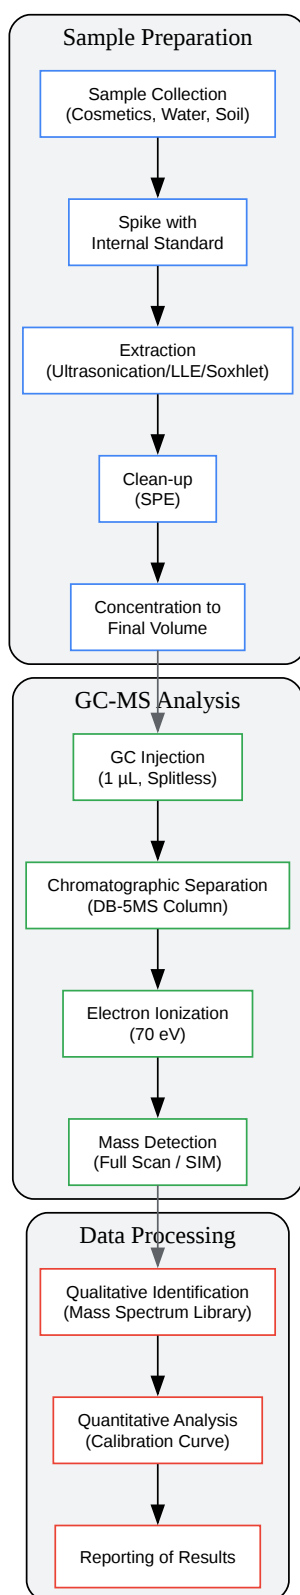 Sample Preparation
Sample Collection
(Cosmetics, Water, Soil)
Spike with
Internal Standard
Extraction
(Ultrasonication/LLE/Soxhlet)
Clean-up
(SPE)
Concentration to
Final Volume
GC-MS Analysis
GC Injection
(1 µL, Splitless)
Chromatographic Separation
(DB-5MS Column)
Electron Ionization
(70 eV)
Mass Detection
(Full Scan / SIM)
Data Processing
Qualitative Identification
(Mass Spectrum Library)
Quantitative Analysis
(Calibration Curve)
Reporting of Results